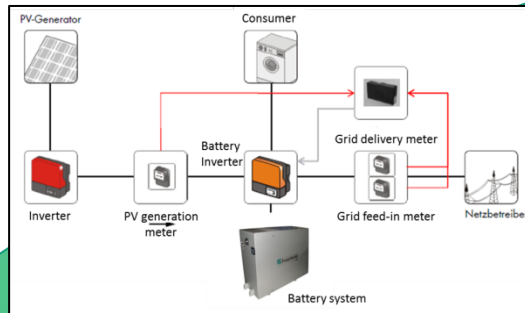 PV-Generator
Consumer
Battery
Inverter
Grid delivery meter
Inverter
PV generation
meter
Grid feed-in meter
Netzbetreibe
Battery system